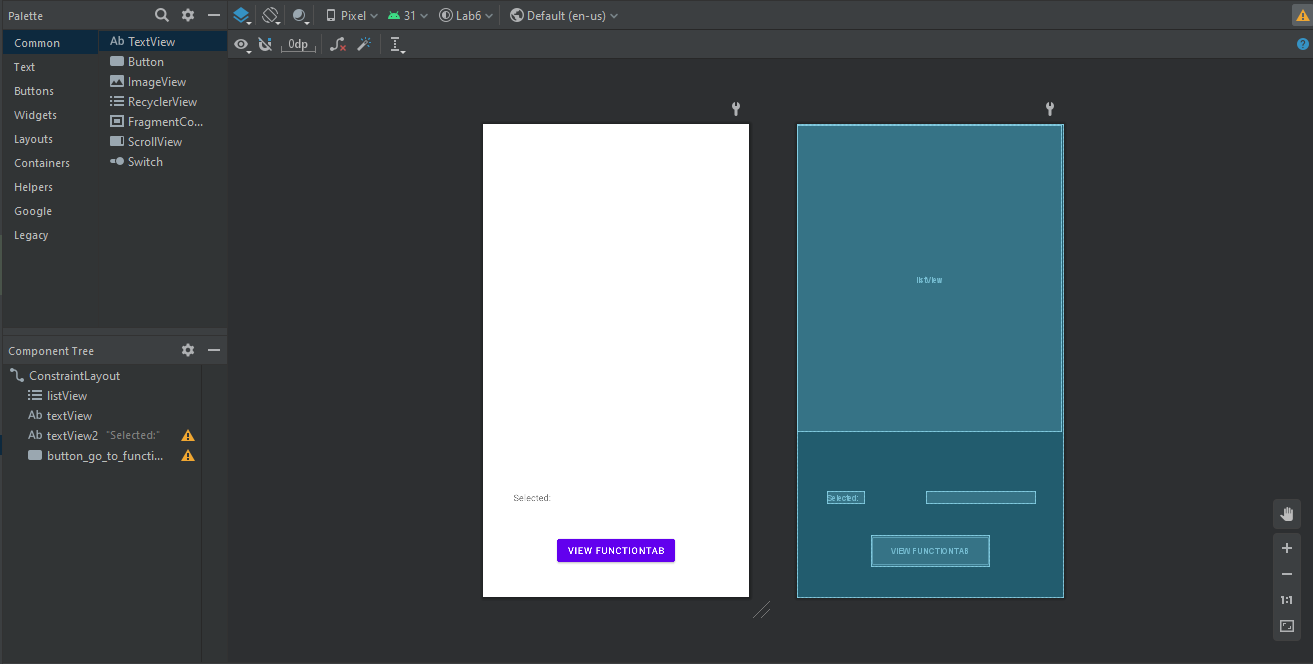 Palette
Pixel
31
Lab6
Default (en-us)
Common
Text
Buttons
Widgets
Layouts
Containers
Helpers
Google
Legacy
Ab TextView
Button
ImageView
RecyclerView
FragmentCo...
ScrollView
Switch
0dp
Component Tree
ConstraintLayout
listView
Ab textView
Ab textView2 "Selected:"
button_go_to_functi...
Selected:
VIEW FUNCTIONTAB
listView
Selected:
VIEW FUNCTIONTAB
1:1